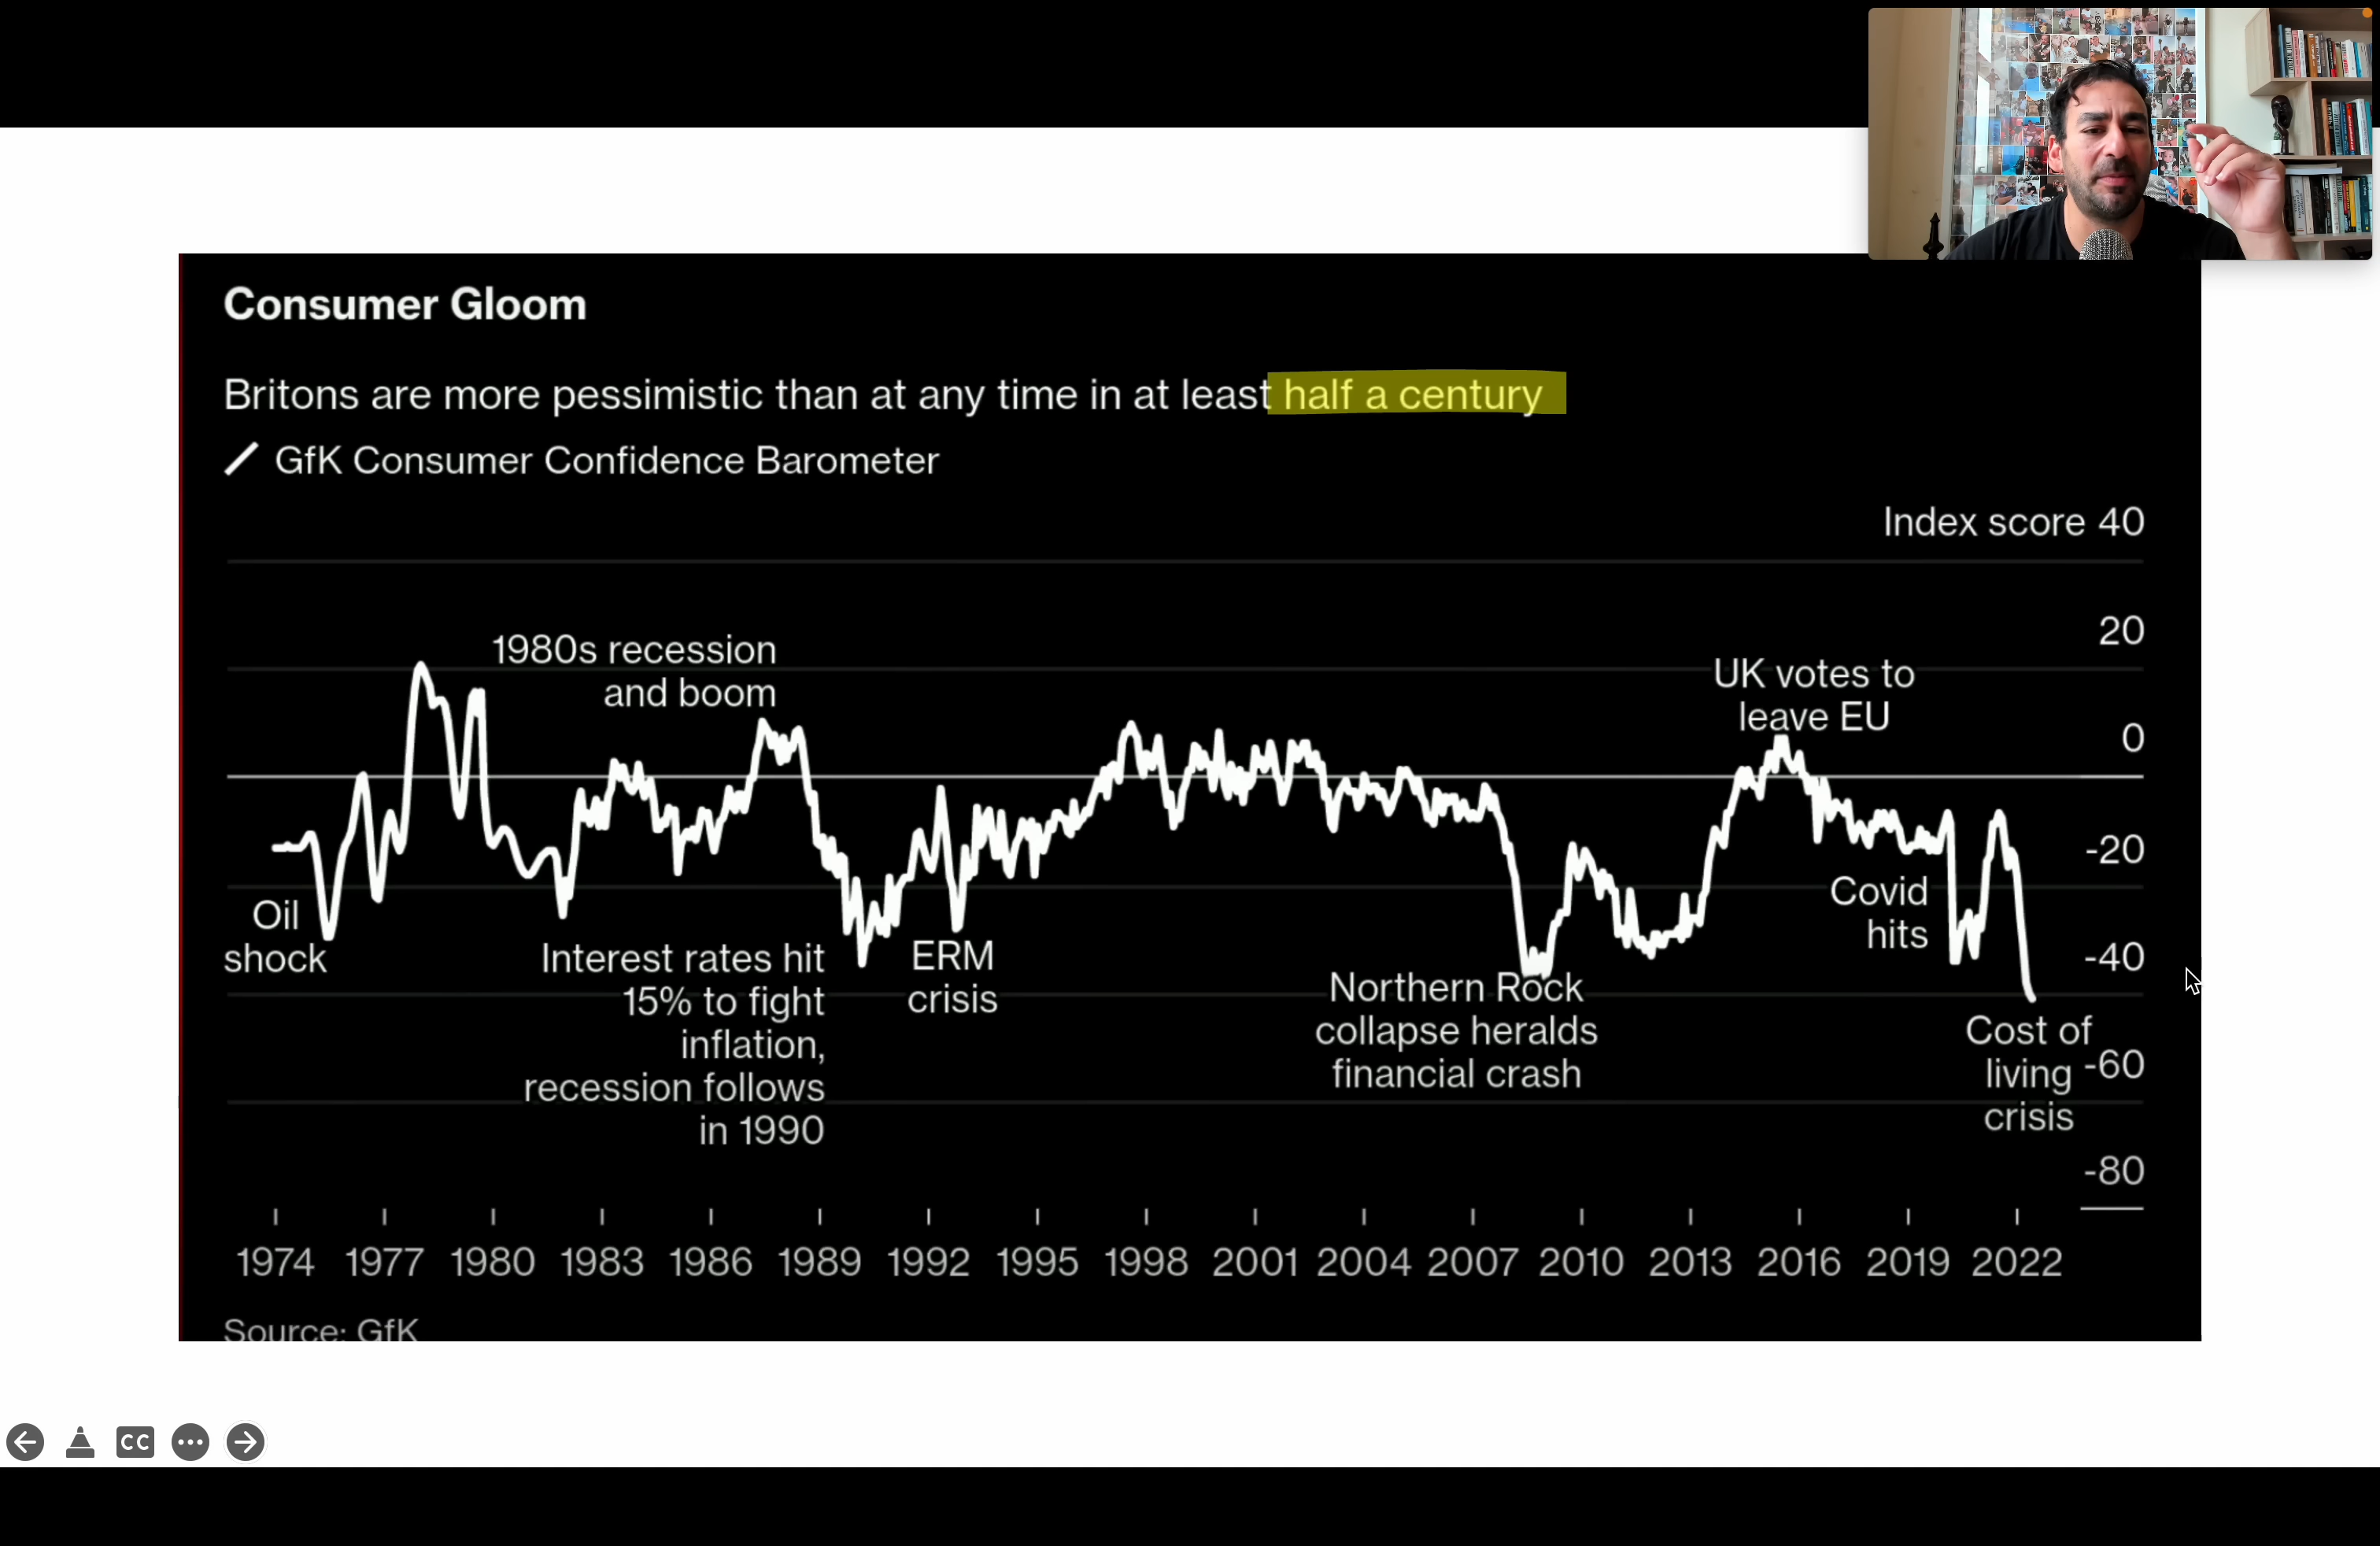 Consumer Gloom
Britons are more pessimistic than at any time in at least half a century
GfK Consumer Confidence Barometer
Index score 40
20
0
-20
-40
-60
-80
1980s recession
and boom
UK votes to
leave EU
Oil
shock
Interest rates hit
15% to fight
inflation,
recession follows
in 1990
ERM
crisis
Northern Rock
collapse heralds
financial crash
Covid
hits
Cost of
living
crisis
1974 1977 1980 1983 1986 1989 1992 1995 1998 2001 2004 2007 2010 2013 2016 2019 2022
Source: GfK
CC